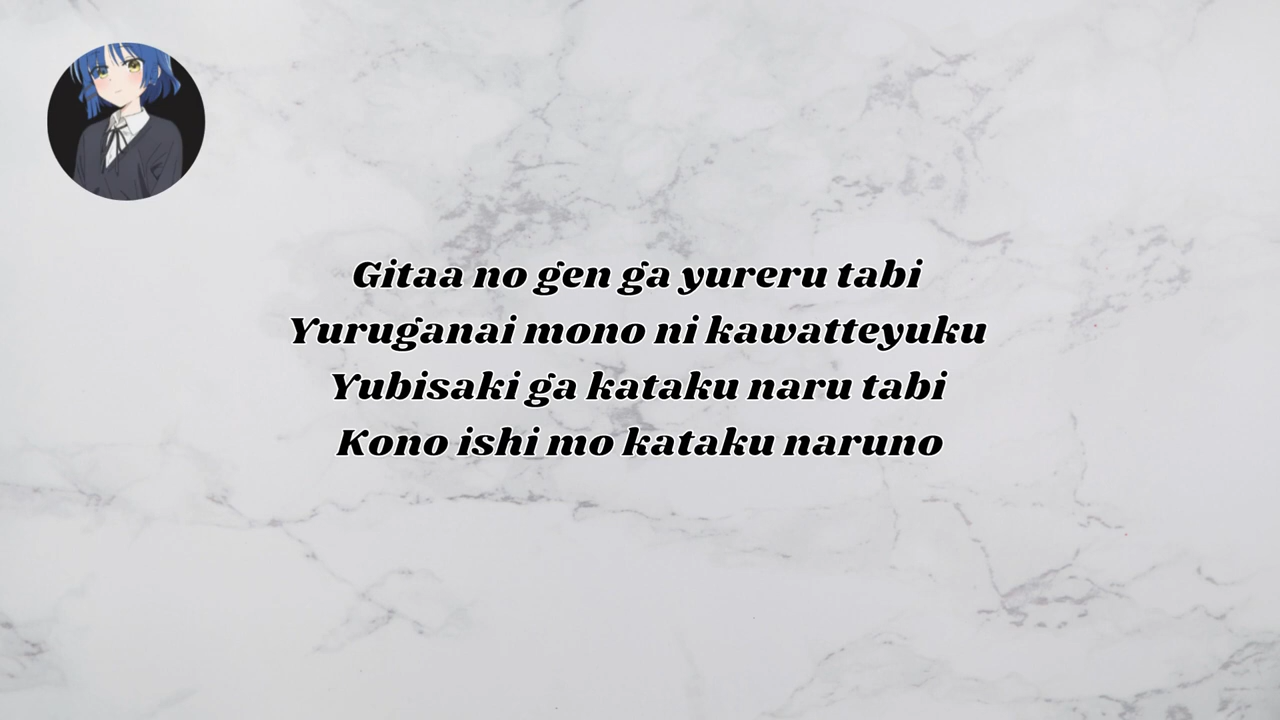 Gitaa no gen ga yureru tabi
Yuruganai mono ni kawatteyuku
Yubisaki ga kataku naru tabi
Kono ishi mo kataku naruno